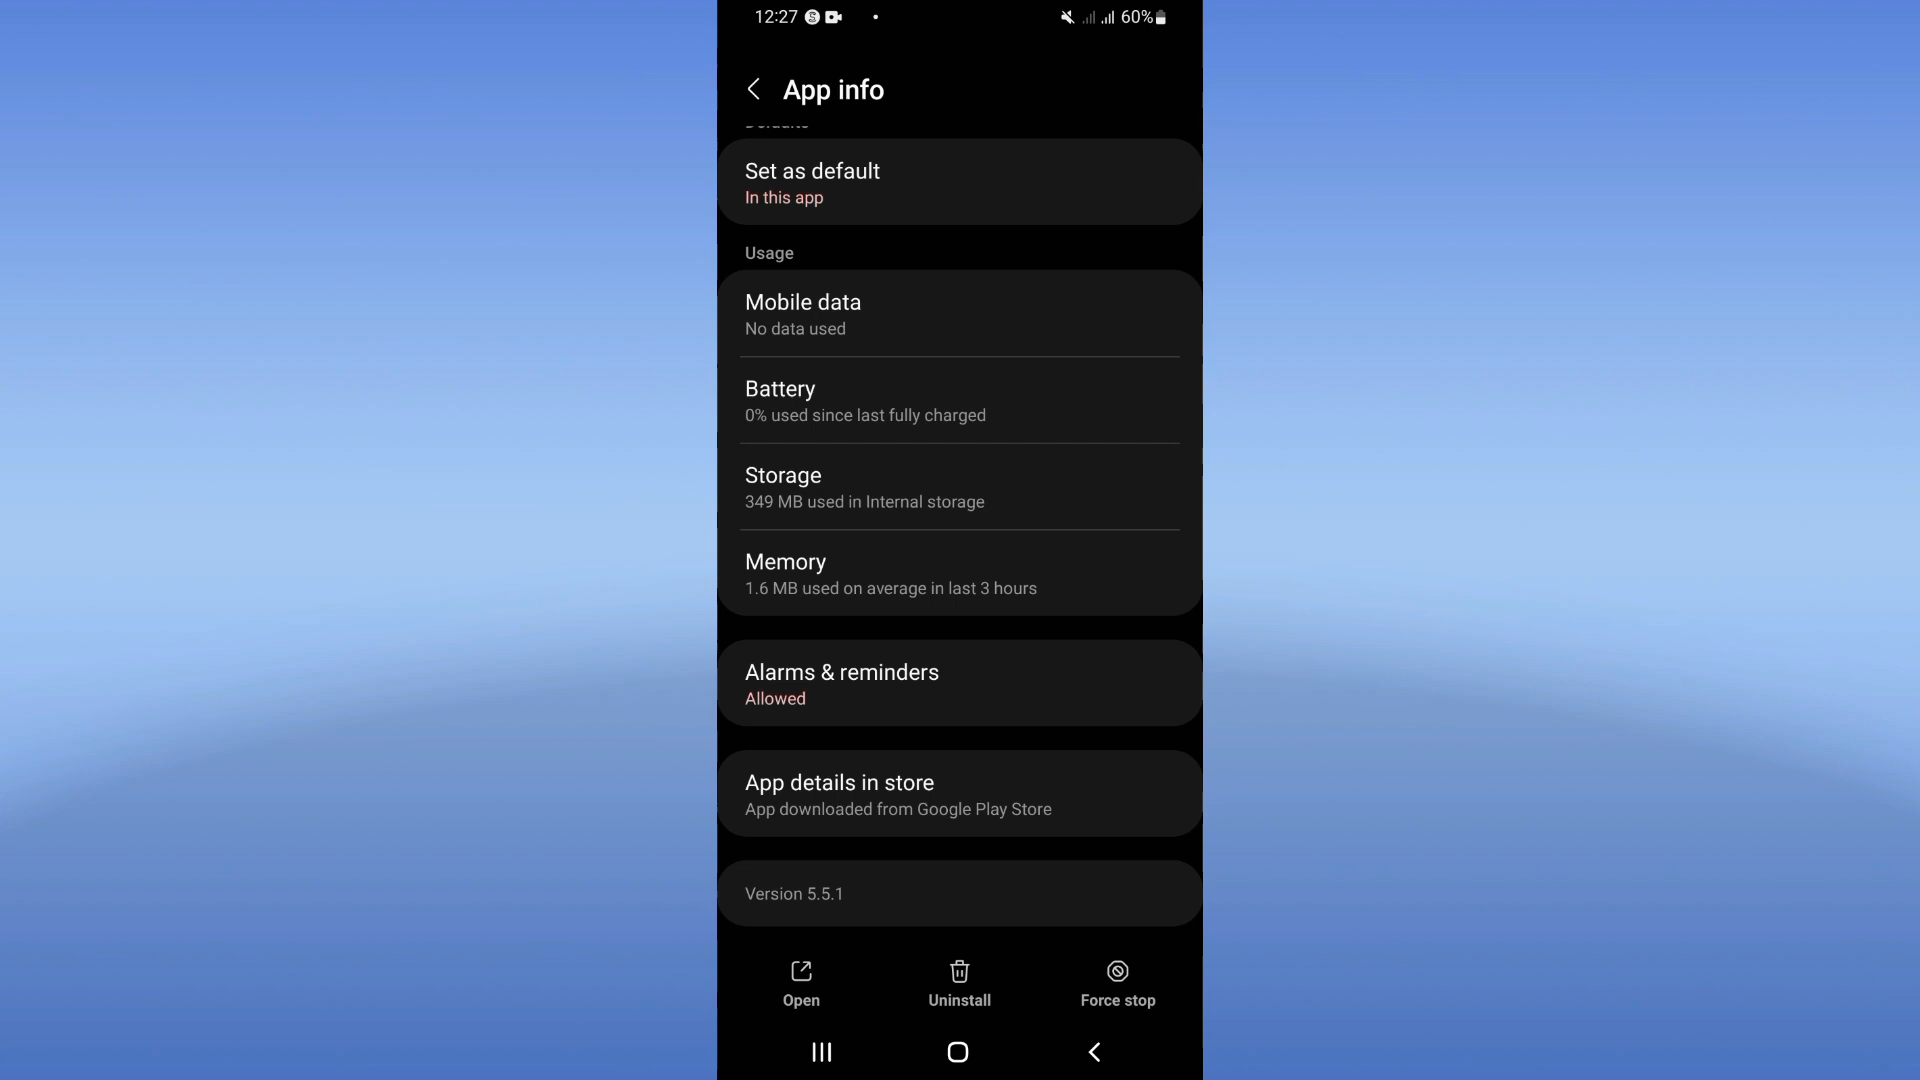 12:27
60%
App info
Set as default
In this app
Usage
Mobile data
No data used
Battery
0% used since last fully charged
Storage
349 MB used in Internal storage
Memory
1.6 MB used on average in last 3 hours
Alarms & reminders
Allowed
App details in store
App downloaded from Google Play Store
Version 5.5.1
Open
Uninstall
Force stop